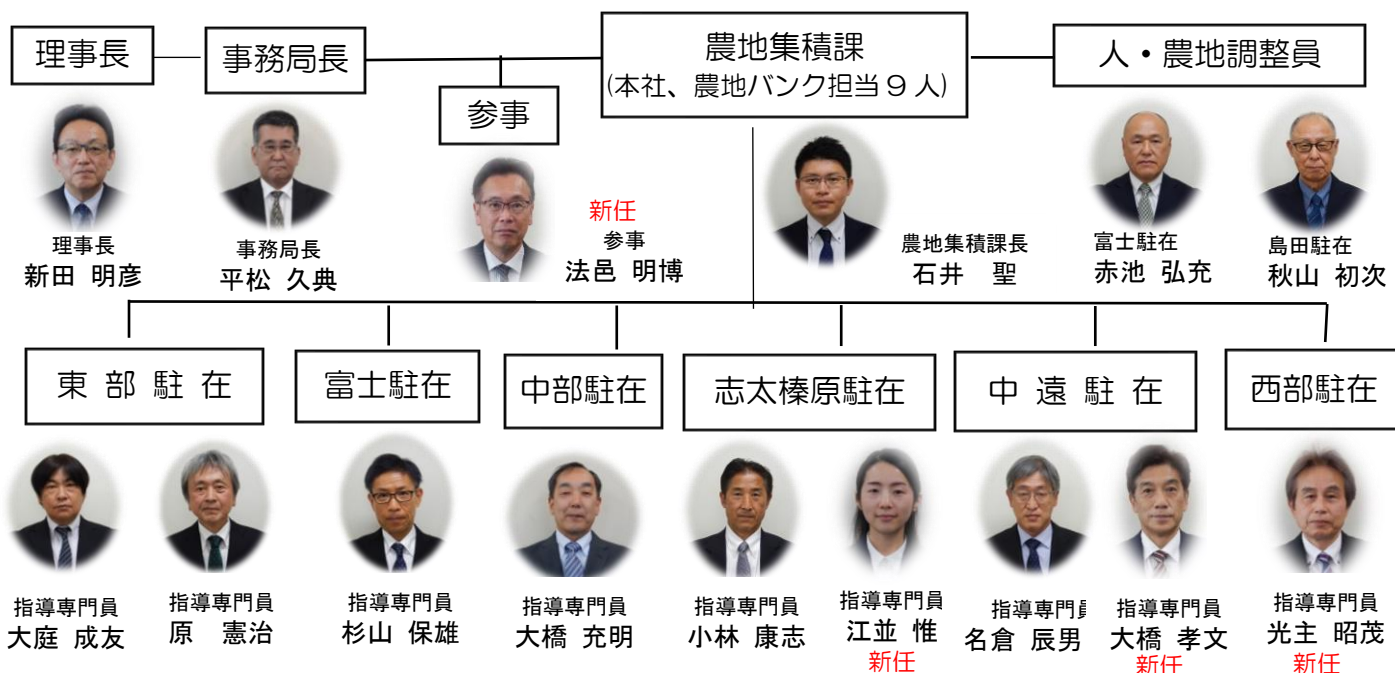 理事長
事務局長
参事
農地集積課
(本社、農地バンク担当9人)
人・農地調整員
理事長
新田 明彦
事務局長
平松 久典
新任
参事
法邑 明博
農地集積課長
石井 聖
富士駐在
赤池 弘充
島田駐在
秋山 初次
東部駐在
富士駐在
中部駐在
志太榛原駐在
中遠駐在
西部駐在
指導専門員
大庭 成友
指導専門員
原 憲治
指導専門員
杉山 保雄
指導専門員
大橋 充明
指導専門員
小林 康志
指導専門員
江並 惟
新任
指導専門員
名倉 辰男
指導専門員
大橋 孝文
新任
指導専門員
光主 昭茂
新任